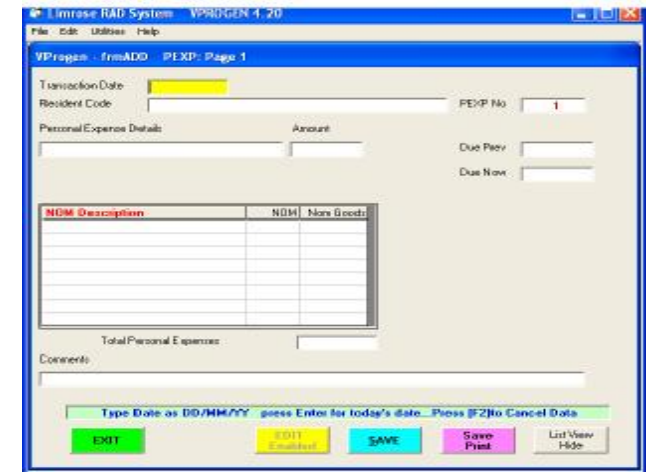 Limrose RAD System VPROGEN 4.20
File Edit Utilities Help
VProgen - frmADD PEXP: Page 1
Transaction Date
Resident Code
PEXP No 1
Personal Expense Details Amount
Due Prev
Due Now
NOM Description NOM Nom Goods
Total Personal Expenses
Comments
Type Date as DD/MM/YY press Enter for today's date...Press [F2]to Cancel Data
EXIT
EDIT
Enabled
SAVE
Save
Print
List View
Hide